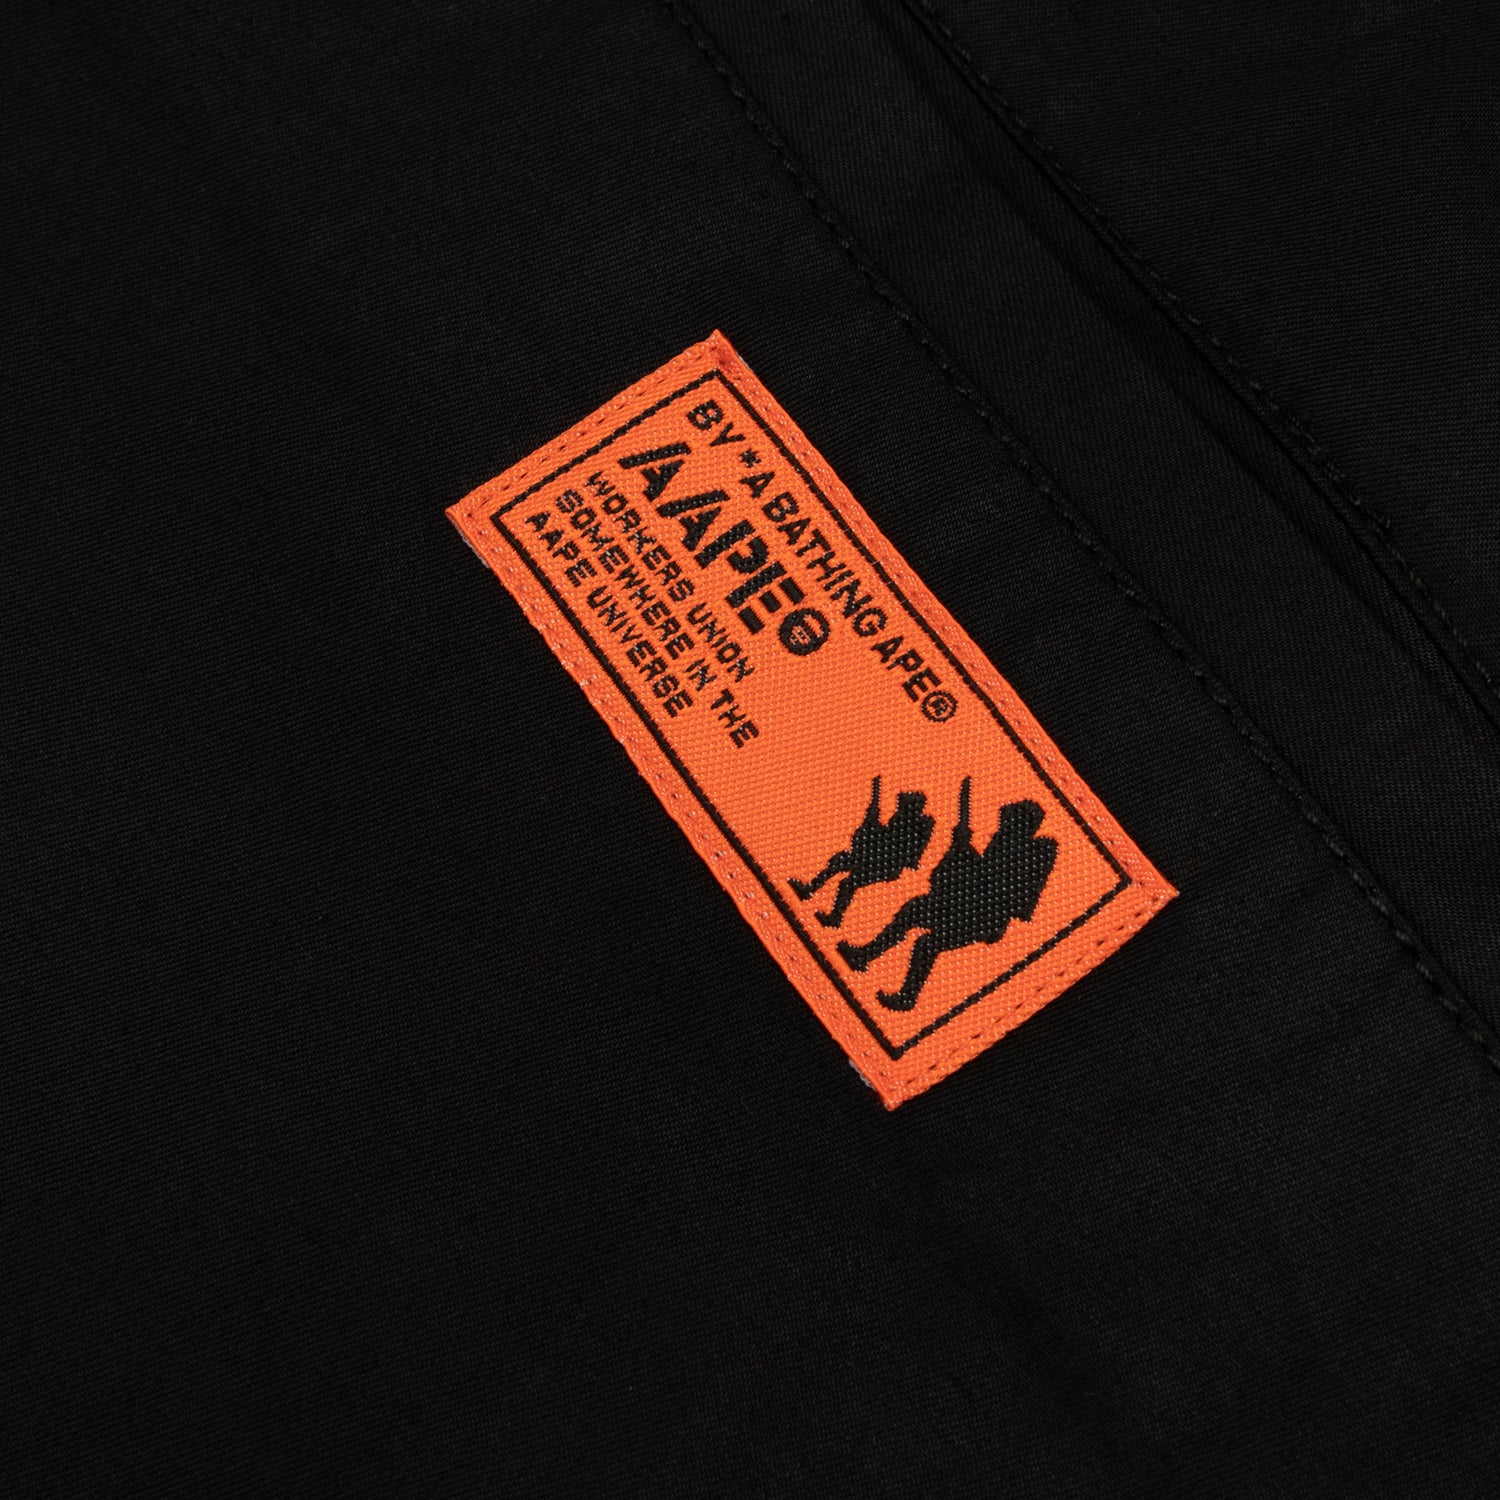 BY *A BATHING APE®
AAPE
WORKERS UNION
SOMEWHERE IN THE
AAPE UNIVERSE